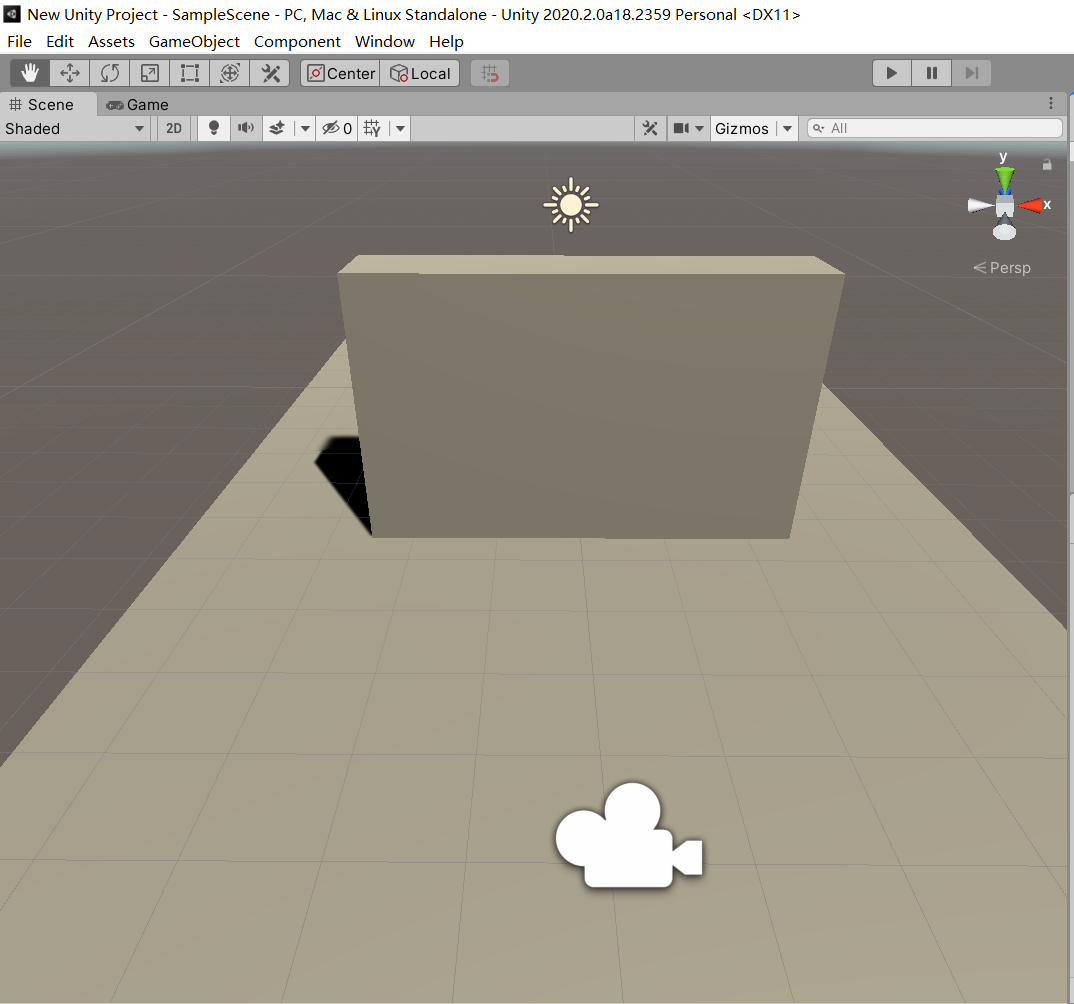 New Unity Project - SampleScene - PC, Mac & Linux Standalone - Unity 2020.2.0a18.2359 Personal <DX11>
File Edit Assets GameObject Component Window Help
Center Local
Scene Game
Shaded 2D 0 Gizmos All
y
x
Persp